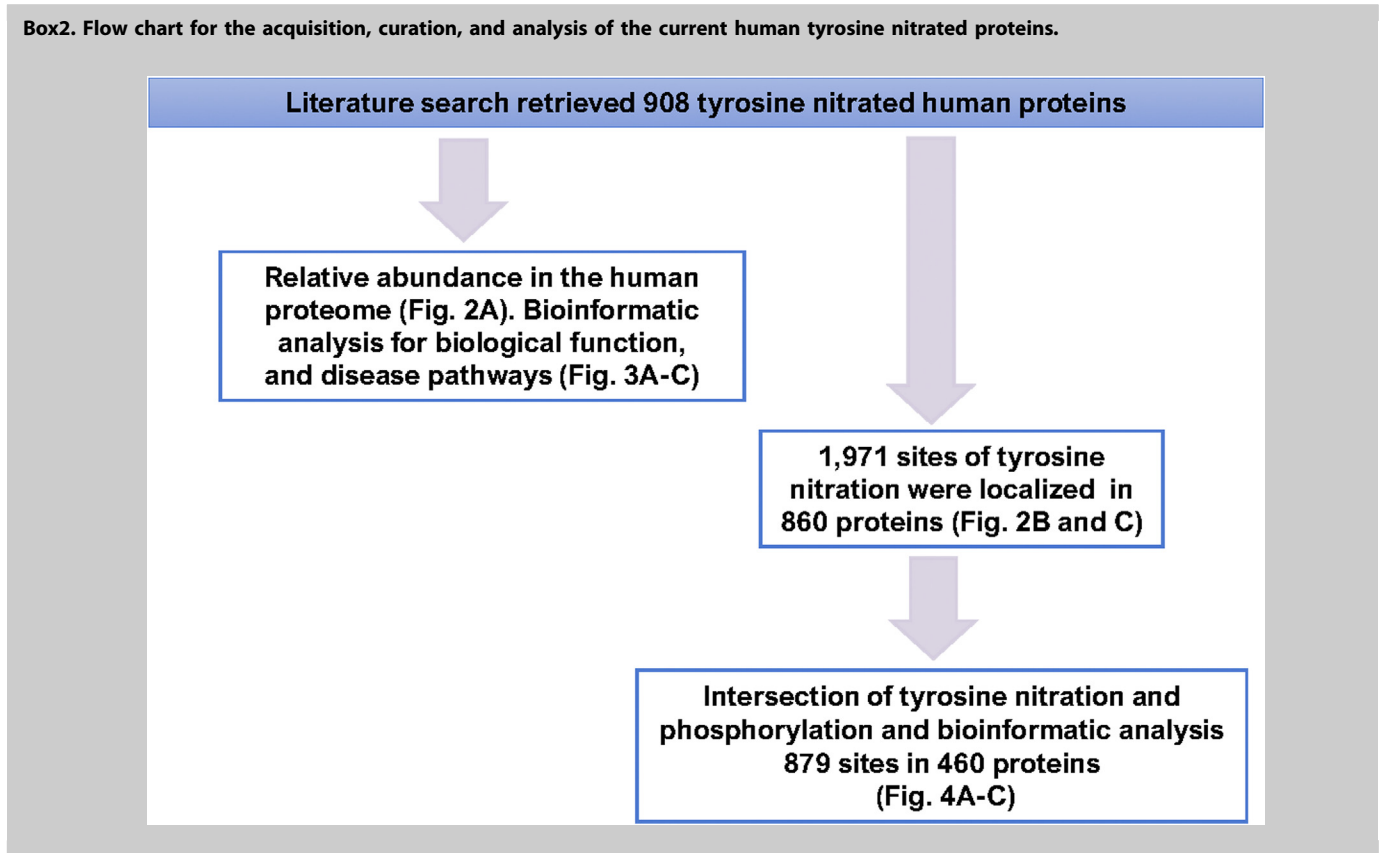 Box2. Flow chart for the acquisition, curation, and analysis of the current human tyrosine nitrated proteins.
Literature search retrieved 908 tyrosine nitrated human proteins
Relative abundance in the human
proteome (Fig. 2A). Bioinformatic
analysis for biological function,
and disease pathways (Fig. 3A-C)
1,971 sites of tyrosine
nitration were localized in
860 proteins (Fig. 2B and C)
Intersection of tyrosine nitration and
phosphorylation and bioinformatic analysis
879 sites in 460 proteins
(Fig. 4A-C)